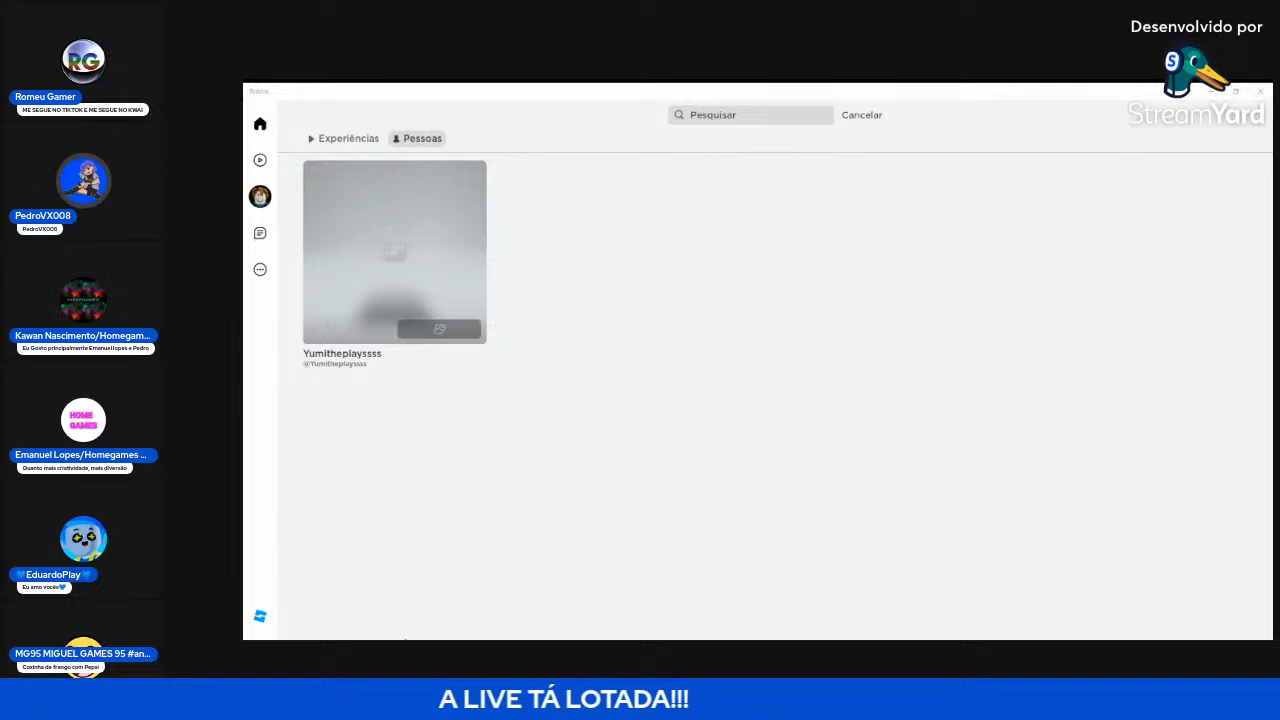 Desenvolvido por
StreamYard
RG
Romeu Gamer
ME SEGUE NO TIKTOK E ME SEGUE NO KWAI
PedroVX008
PedroVX008
HOMEGAMES
Kawan Nascimento/Homegam...
Eu Gosto principalmente Emanuel lopes e Pedro
HOME
GAMES
Emanuel Lopes/Homegames ...
Quanto mais criatividade, mais diversão
💙EduardoPlay💙
Eu amo vocês💙
MG95 MIGUEL GAMES 95 #an...
Coxinha de frango com Pepsi
Roblox
Pesquisar
Cancelar
Experiências
Pessoas
Yumitheplayssss
@Yumitheplayssss
A LIVE TÁ LOTADA!!!